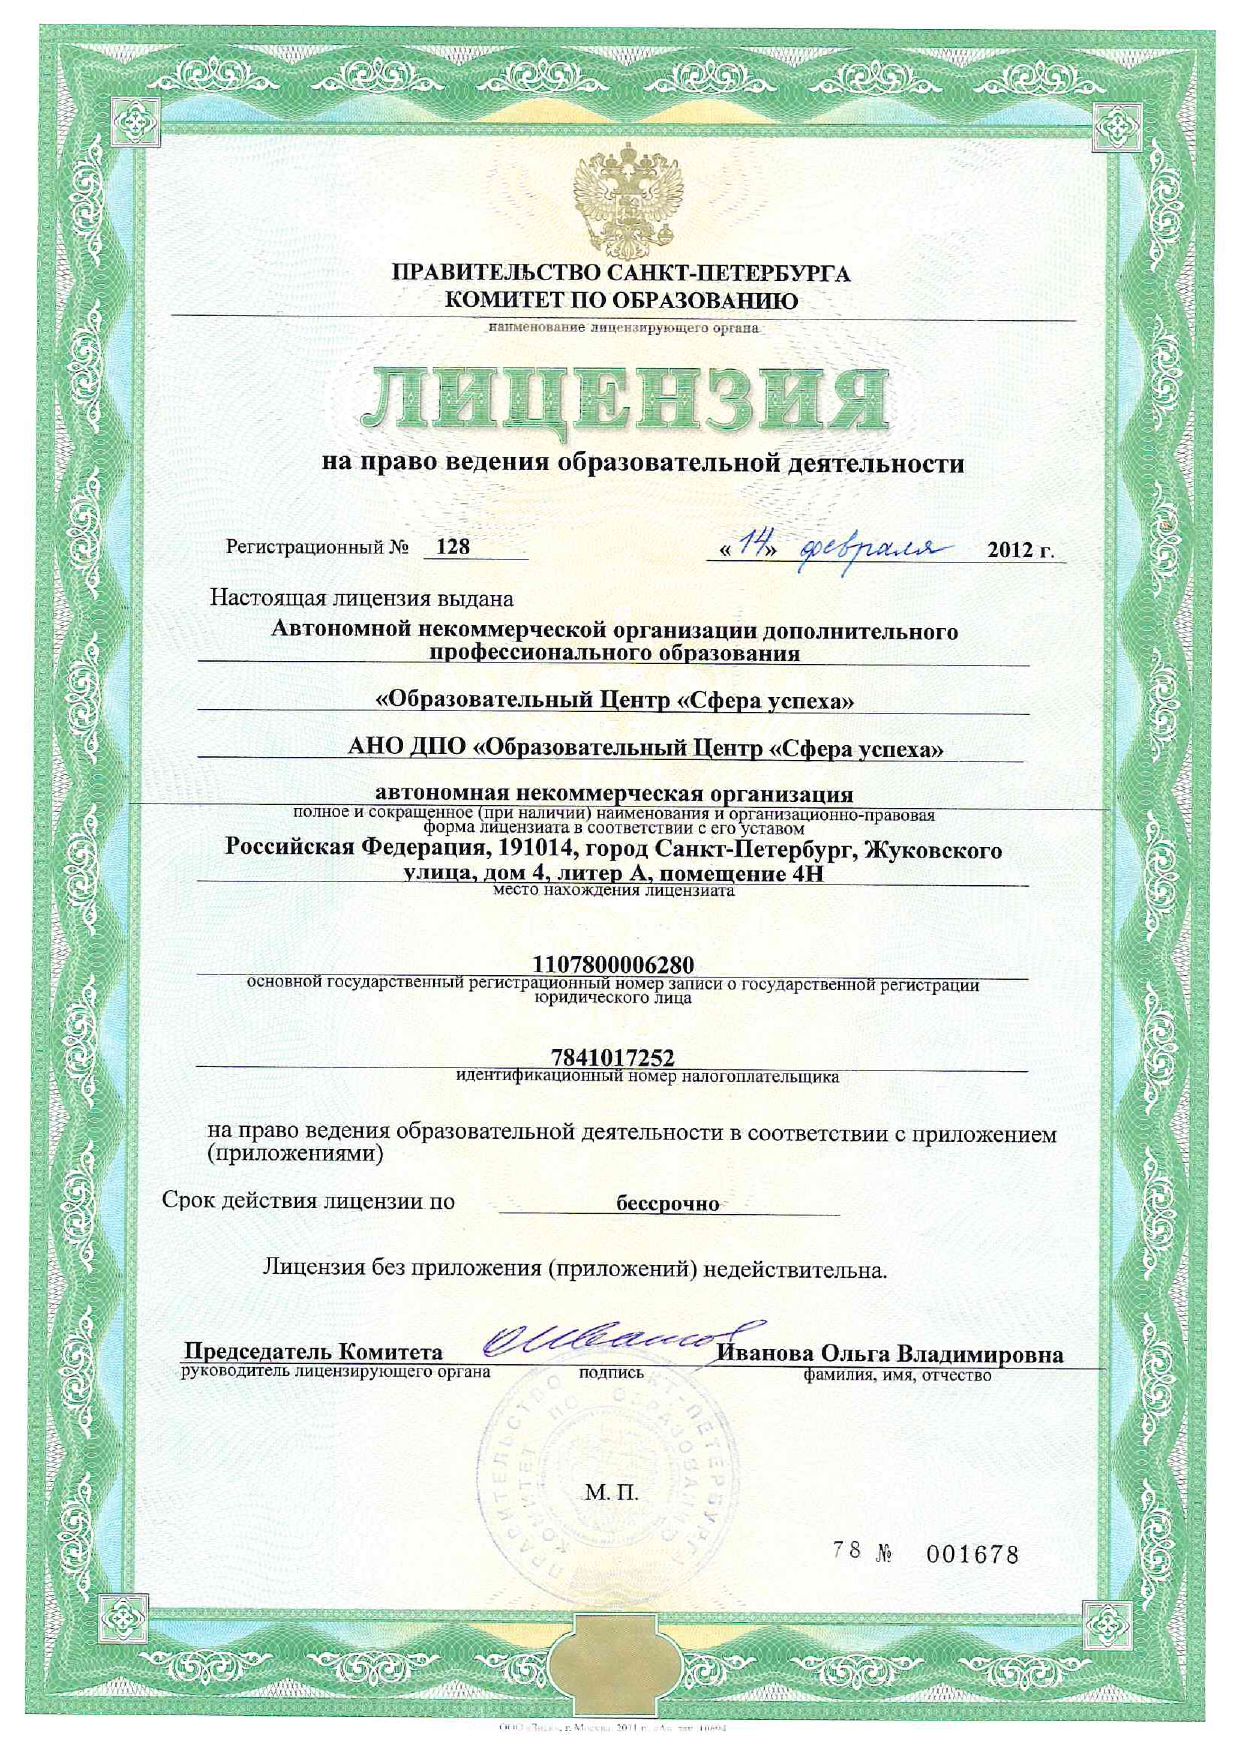 ПРАВИТЕЛЬСТВО САНКТ-ПЕТЕРБУРГА
КОМИТЕТ ПО ОБРАЗОВАНИЮ
наименование лицензирующего органа
ЛИЦЕНЗИЯ
на право ведения образовательной деятельности
Регистрационный № 128 «14» февраля 2012 г.
Настоящая лицензия выдана
Автономной некоммерческой организации дополнительного
профессионального образования
«Образовательный Центр «Сфера успеха»
АНО ДПО «Образовательный Центр «Сфера успеха»
автономная некоммерческая организация
полное и сокращенное (при наличии) наименования и организационно-правовая
форма лицензиата в соответствии с его уставом
Российская Федерация, 191014, город Санкт-Петербург, Жуковского
улица, дом 4, литер А, помещение 4Н
место нахождения лицензиата
1107800006280
основной государственный регистрационный номер записи о государственной регистрации
юридического лица
7841017252
идентификационный номер налогоплательщика
на право ведения образовательной деятельности в соответствии с приложением
(приложениями)
Срок действия лицензии по бессрочно
Лицензия без приложения (приложений) недействительна.
Председатель Комитета Иванова Ольга Владимировна
руководитель лицензирующего органа подпись фамилия, имя, отчество
ПРАВИТЕЛЬСТВО САНКТ-ПЕТЕРБУРГА
КОМИТЕТ ПО ОБРАЗОВАНИЮ
М. П.
78 № 001678